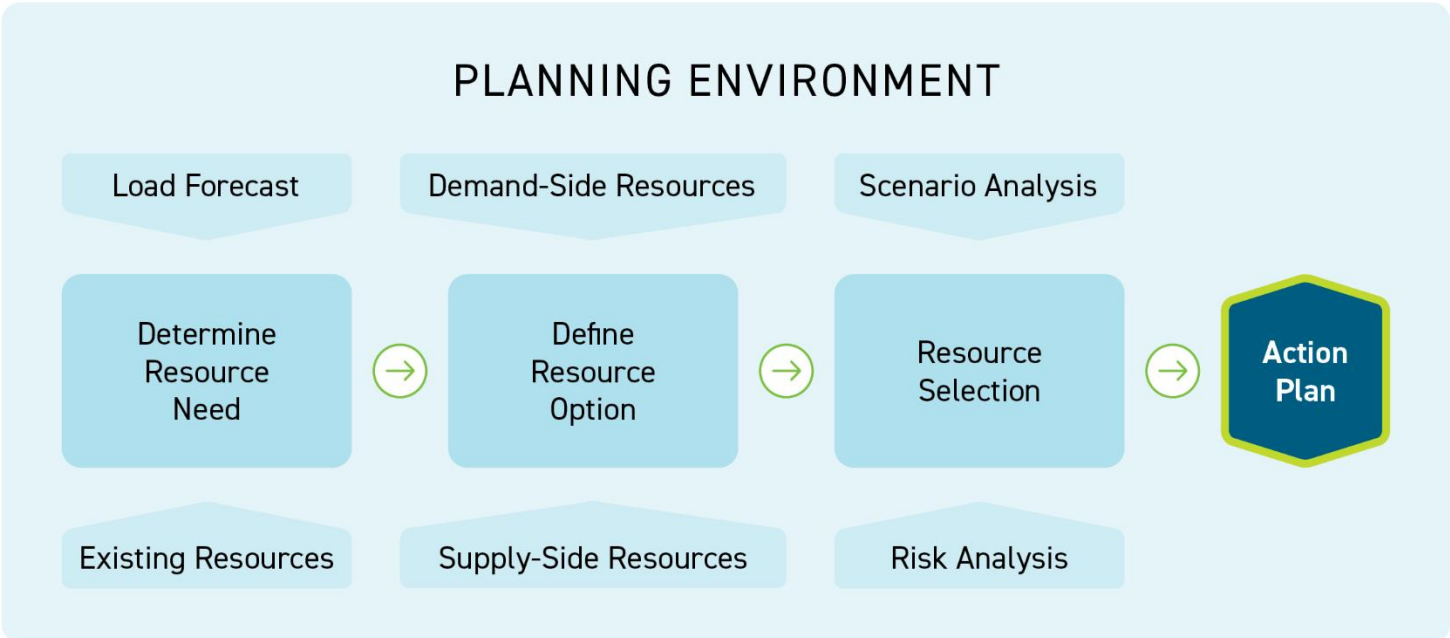 PLANNING ENVIRONMENT
Load Forecast
Demand-Side Resources
Scenario Analysis
Determine
Resource
Need
Define
Resource
Option
Resource
Selection
Action
Plan
Existing Resources
Supply-Side Resources
Risk Analysis